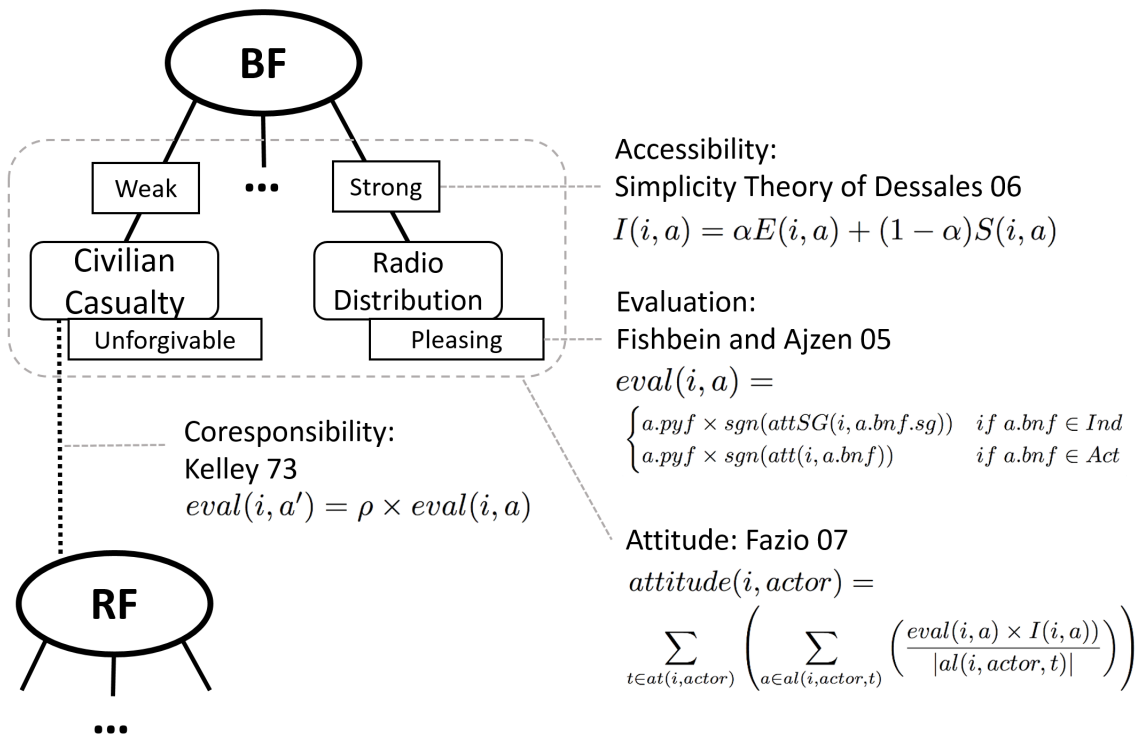 BF
Weak
...
Strong
Civilian
Casualty
Unforgivable
Radio
Distribution
Pleasing
Accessibility:
Simplicity Theory of Dessales 06
I(i, a) = αE(i, a) + (1 − α)S(i, a)
Evaluation:
Fishbein and Ajzen 05
eval(i, a) =
{ a.pyf × sgn(attSG(i, a.bnf.sg)) if a.bnf ∈ Ind
a.pyf × sgn(att(i, a.bnf)) if a.bnf ∈ Act
Coresponsibility:
Kelley 73
eval(i, a′) = ρ × eval(i, a)
Attitude: Fazio 07
attitude(i, actor) =
∑ t∈at(i,actor) ( ∑ a∈al(i,actor,t) ( eval(i, a) × I(i, a)) / |al(i, actor, t)| ) )
RF
...